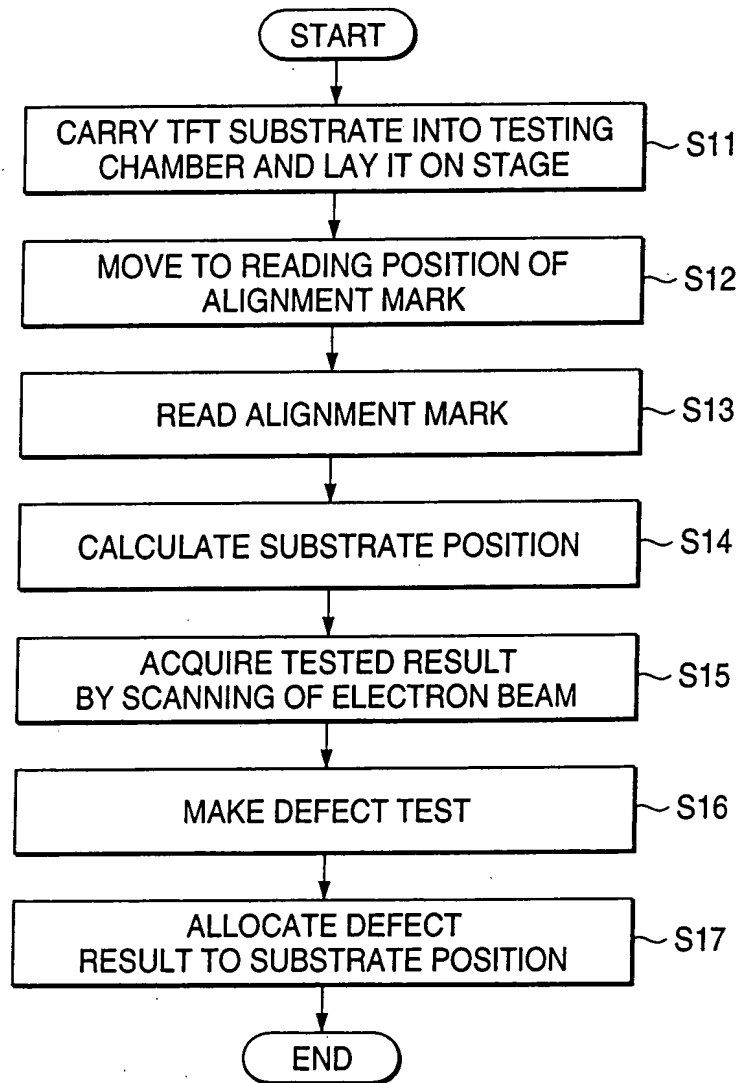 START
CARRY TFT SUBSTRATE INTO TESTING
CHAMBER AND LAY IT ON STAGE
S11
MOVE TO READING POSITION OF
ALIGNMENT MARK
S12
READ ALIGNMENT MARK
S13
CALCULATE SUBSTRATE POSITION
S14
ACQUIRE TESTED RESULT
BY SCANNING OF ELECTRON BEAM
S15
MAKE DEFECT TEST
S16
ALLOCATE DEFECT
RESULT TO SUBSTRATE POSITION
S17
END